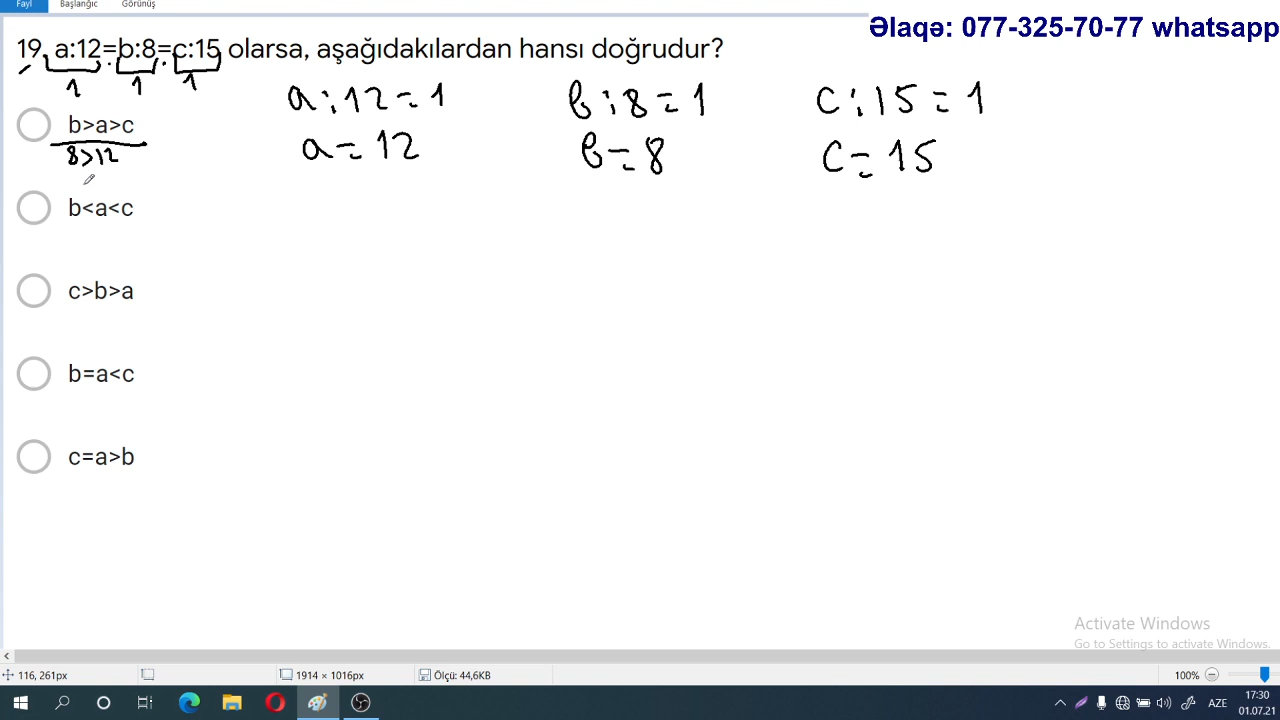 Fayl Başlanğıc Görünüş
Əlaqə: 077-325-70-77 whatsapp
19. a:12=b:8=c:15 olarsa, aşağıdakılardan hansı doğrudur?
1 1 1
a:12=1 b:8=1 c:15=1
a=12 b=8 c=15
b>a>c
8>12
b<a<c
c>b>a
b=a<c
c=a>b
Activate Windows
Go to Settings to activate Windows.
116, 261px 1914 × 1016px Ölçü: 44,6KB 100%
AZE 17:30
01.07.21